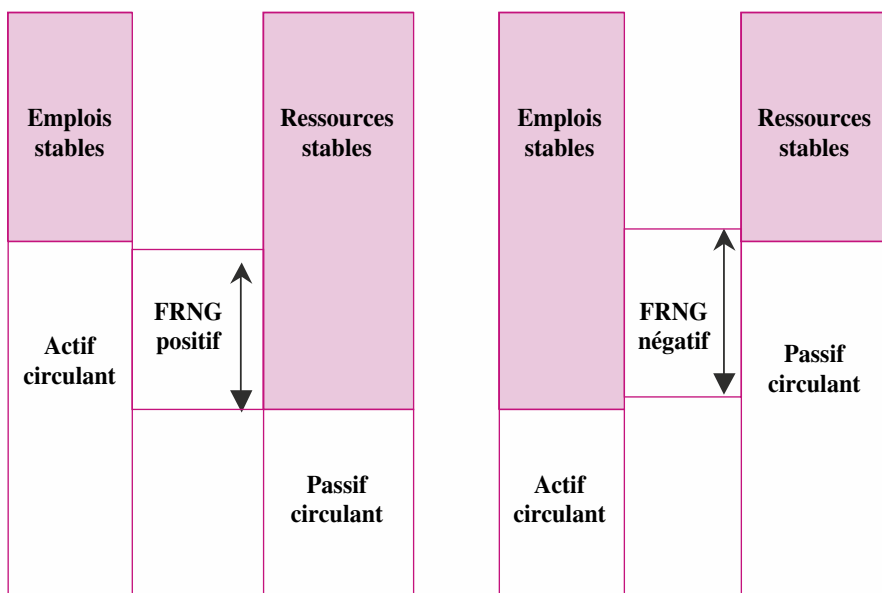 Emplois
stables
Ressources
stables
FRNG
positif
Actif
circulant
Passif
circulant
Emplois
stables
Ressources
stables
FRNG
négatif
Passif
circulant
Actif
circulant